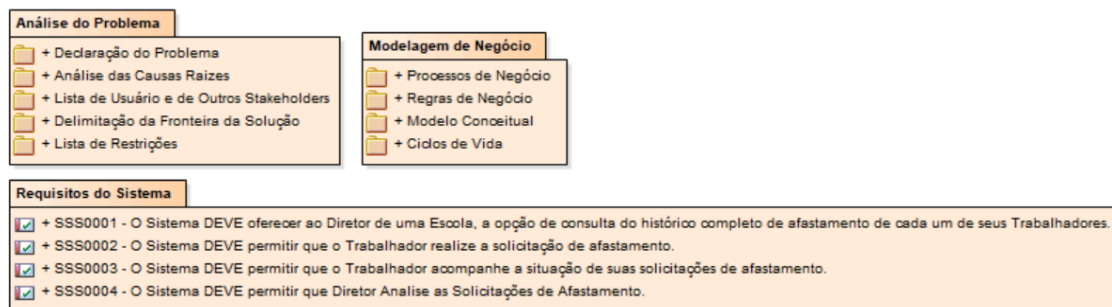 Análise do Problema
+ Declaração do Problema
+ Análise das Causas Raizes
+ Lista de Usuário e de Outros Stakeholders
+ Delimitação da Fronteira da Solução
+ Lista de Restrições
Modelagem de Negócio
+ Processos de Negócio
+ Regras de Negócio
+ Modelo Conceitual
+ Ciclos de Vida
Requisitos do Sistema
+ SSS0001 - O Sistema DEVE oferecer ao Diretor de uma Escola, a opção de consulta do histórico completo de afastamento de cada um de seus Trabalhadores.
+ SSS0002 - O Sistema DEVE permitir que o Trabalhador realize a solicitação de afastamento.
+ SSS0003 - O Sistema DEVE permitir que o Trabalhador acompanhe a situação de suas solicitações de afastamento.
+ SSS0004 - O Sistema DEVE permitir que Diretor Analise as Solicitações de Afastamento.